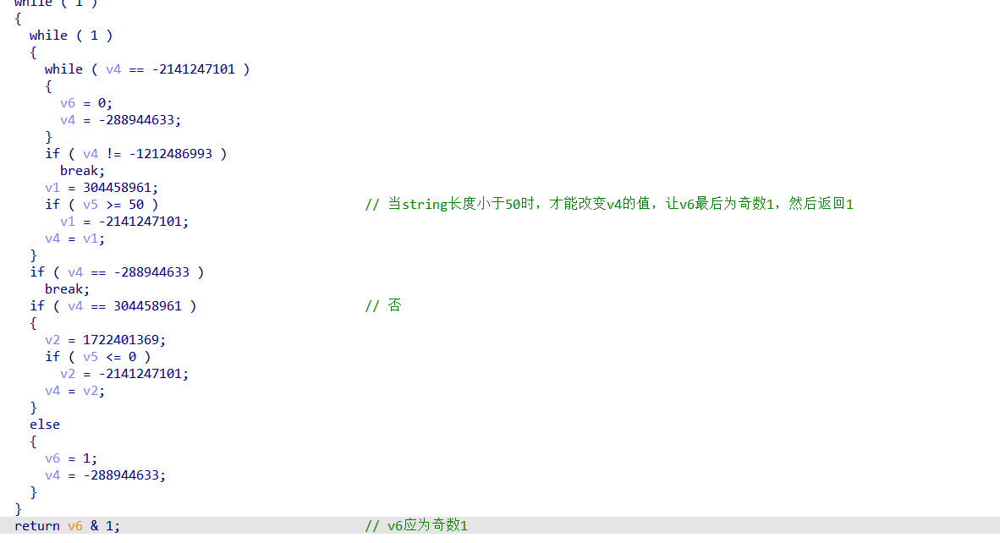 while ( 1 )
{
while ( 1 )
{
while ( v4 == -2141247101 )
{
v6 = 0;
v4 = -288944633;
}
if ( v4 != -1212486993 )
break;
v1 = 304458961;
if ( v5 >= 50 ) // 当string长度小于50时，才能改变v4的值，让v6最后为奇数1，然后返回1
v1 = -2141247101;
v4 = v1;
}
if ( v4 == -288944633 )
break;
if ( v4 == 304458961 ) // 否
{
v2 = 1722401369;
if ( v5 <= 0 )
v2 = -2141247101;
v4 = v2;
}
else
{
v6 = 1;
v4 = -288944633;
}
}
return v6 & 1; // v6应为奇数1